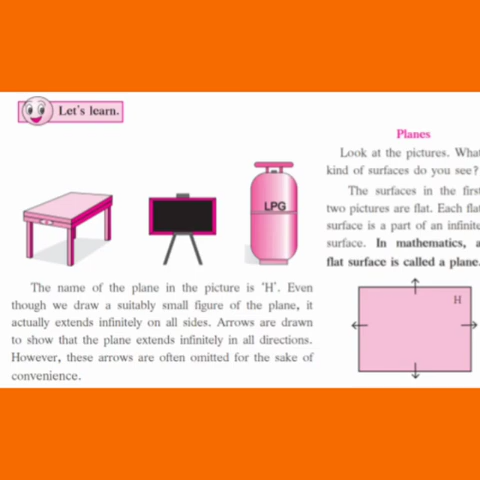 Let's learn.
Planes
Look at the pictures. What
kind of surfaces do you see?
The surfaces in the first
two pictures are flat. Each flat
surface is a part of an infinite
surface. In mathematics, a
flat surface is called a plane.
LPG
The name of the plane in the picture is 'H'. Even
though we draw a suitably small figure of the plane, it
actually extends infinitely on all sides. Arrows are drawn
to show that the plane extends infinitely in all directions.
However, these arrows are often omitted for the sake of
convenience.
H